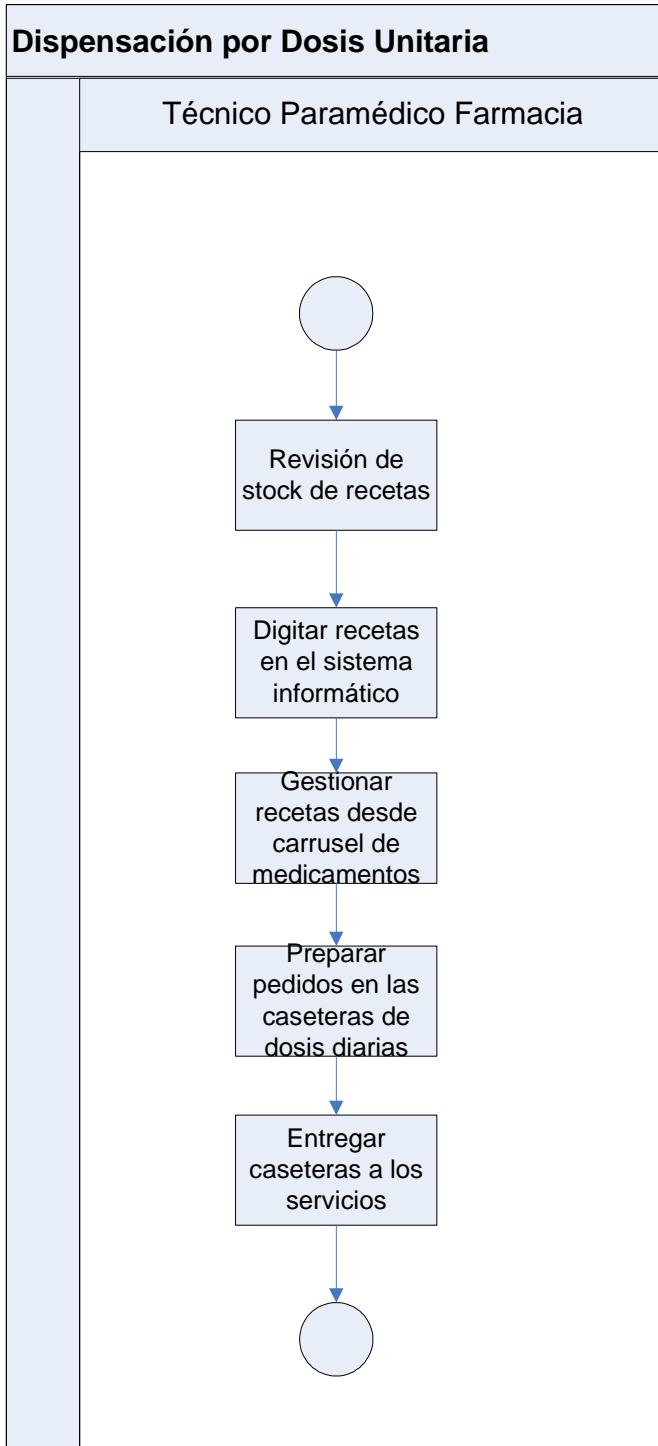 Dispensación por Dosis Unitaria
Técnico Paramédico Farmacia
Revisión de
stock de recetas
Digitar recetas
en el sistema
informático
Gestionar
recetas desde
carrusel de
medicamentos
Preparar
pedidos en las
caseteras de
dosis diarias
Entregar
caseteras a los
servicios